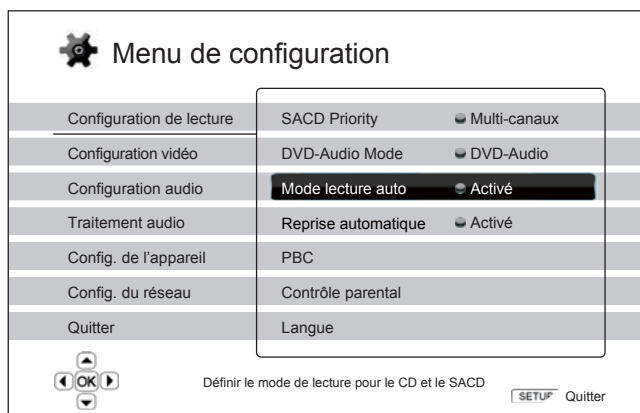 Menu de configuration
Configuration de lecture SACD Priority Multi-canaux
Configuration vidéo DVD-Audio Mode DVD-Audio
Configuration audio Mode lecture auto Activé
Traitement audio Reprise automatique Activé
Config. de l'appareil PBC
Config. du réseau Contrôle parental
Quitter Langue
OK Définir le mode de lecture pour le CD et le SACD
SETUP Quitter